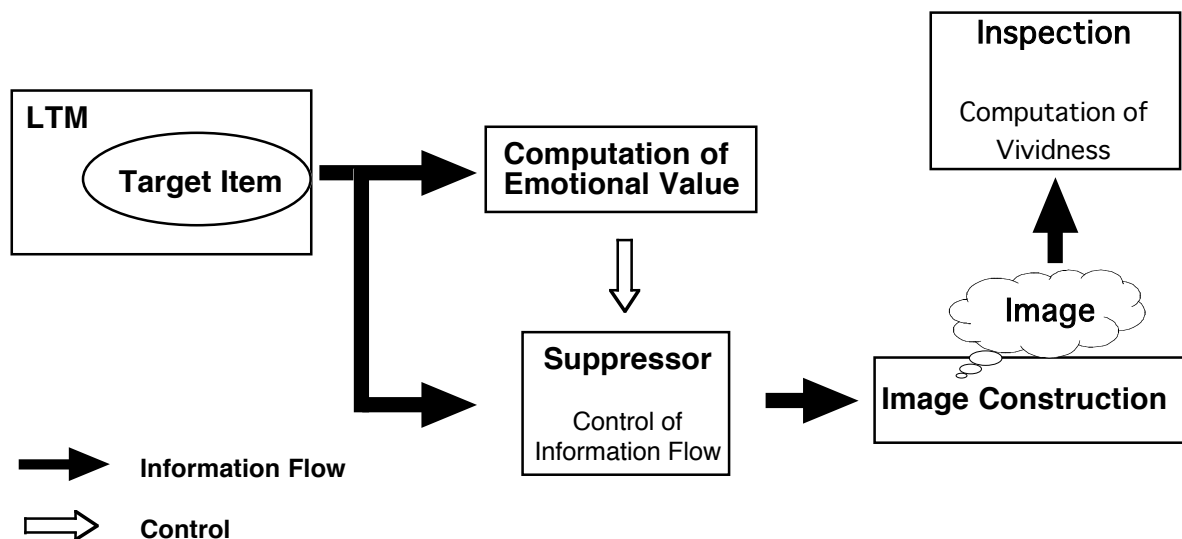 LTM
Target Item
Computation of
Emotional Value
Suppressor
Control of
Information Flow
Image Construction
Image
Inspection
Computation of
Vividness
Information Flow
Control